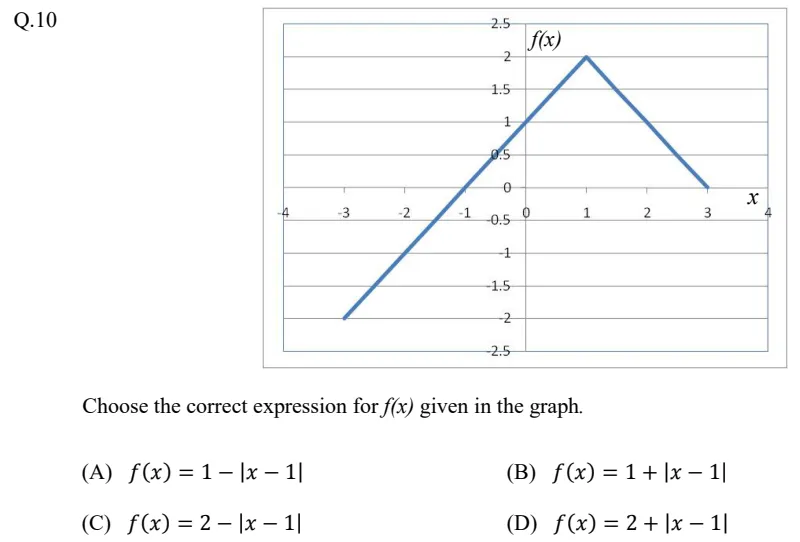 Q.10
2.5
f(x)
2
1.5
1
0.5
0
x
-4 -3 -2 -1 0 1 2 3 4
-0.5
-1
-1.5
-2
-2.5
Choose the correct expression for f(x) given in the graph.
(A) f(x) = 1 − |x − 1| (B) f(x) = 1 + |x − 1|
(C) f(x) = 2 − |x − 1| (D) f(x) = 2 + |x − 1|